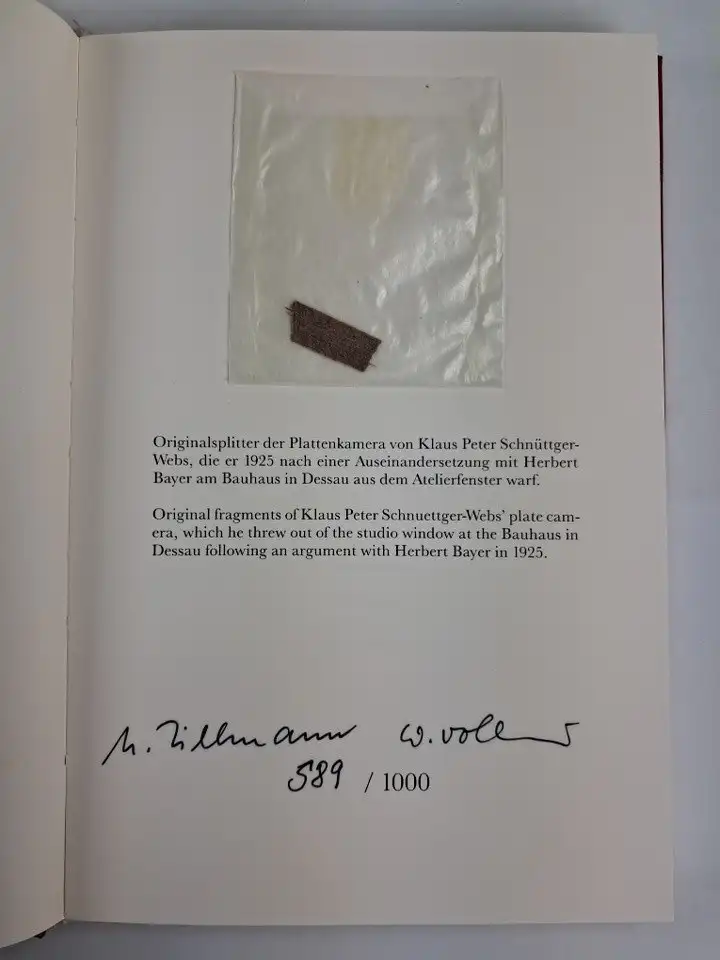 Originalsplitter der Plattenkamera von Klaus Peter Schnüttger-
Webs, die er 1925 nach einer Auseinandersetzung mit Herbert
Bayer am Bauhaus in Dessau aus dem Atelierfenster warf.
Original fragments of Klaus Peter Schnuettger-Webs’ plate cam-
era, which he threw out of the studio window at the Bauhaus in
Dessau following an argument with Herbert Bayer in 1925.
Zillmann W.
589 / 1000